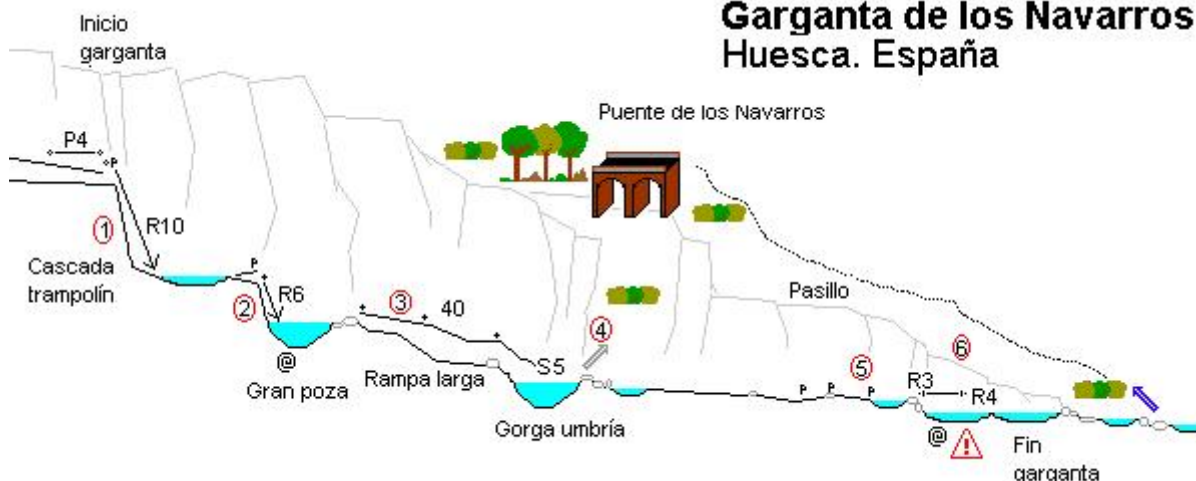 Garganta de los Navarros
Huesca. España
Inicio
garganta
Puente de los Navarros
P4
P
1
R10
Cascada
trampolín
P
2
R6
@
Gran poza
3
40
Rampa larga
S5
4
Gorga umbría
Pasillo
P
P
5
P
6
R3
R4
@
!
Fin
garganta